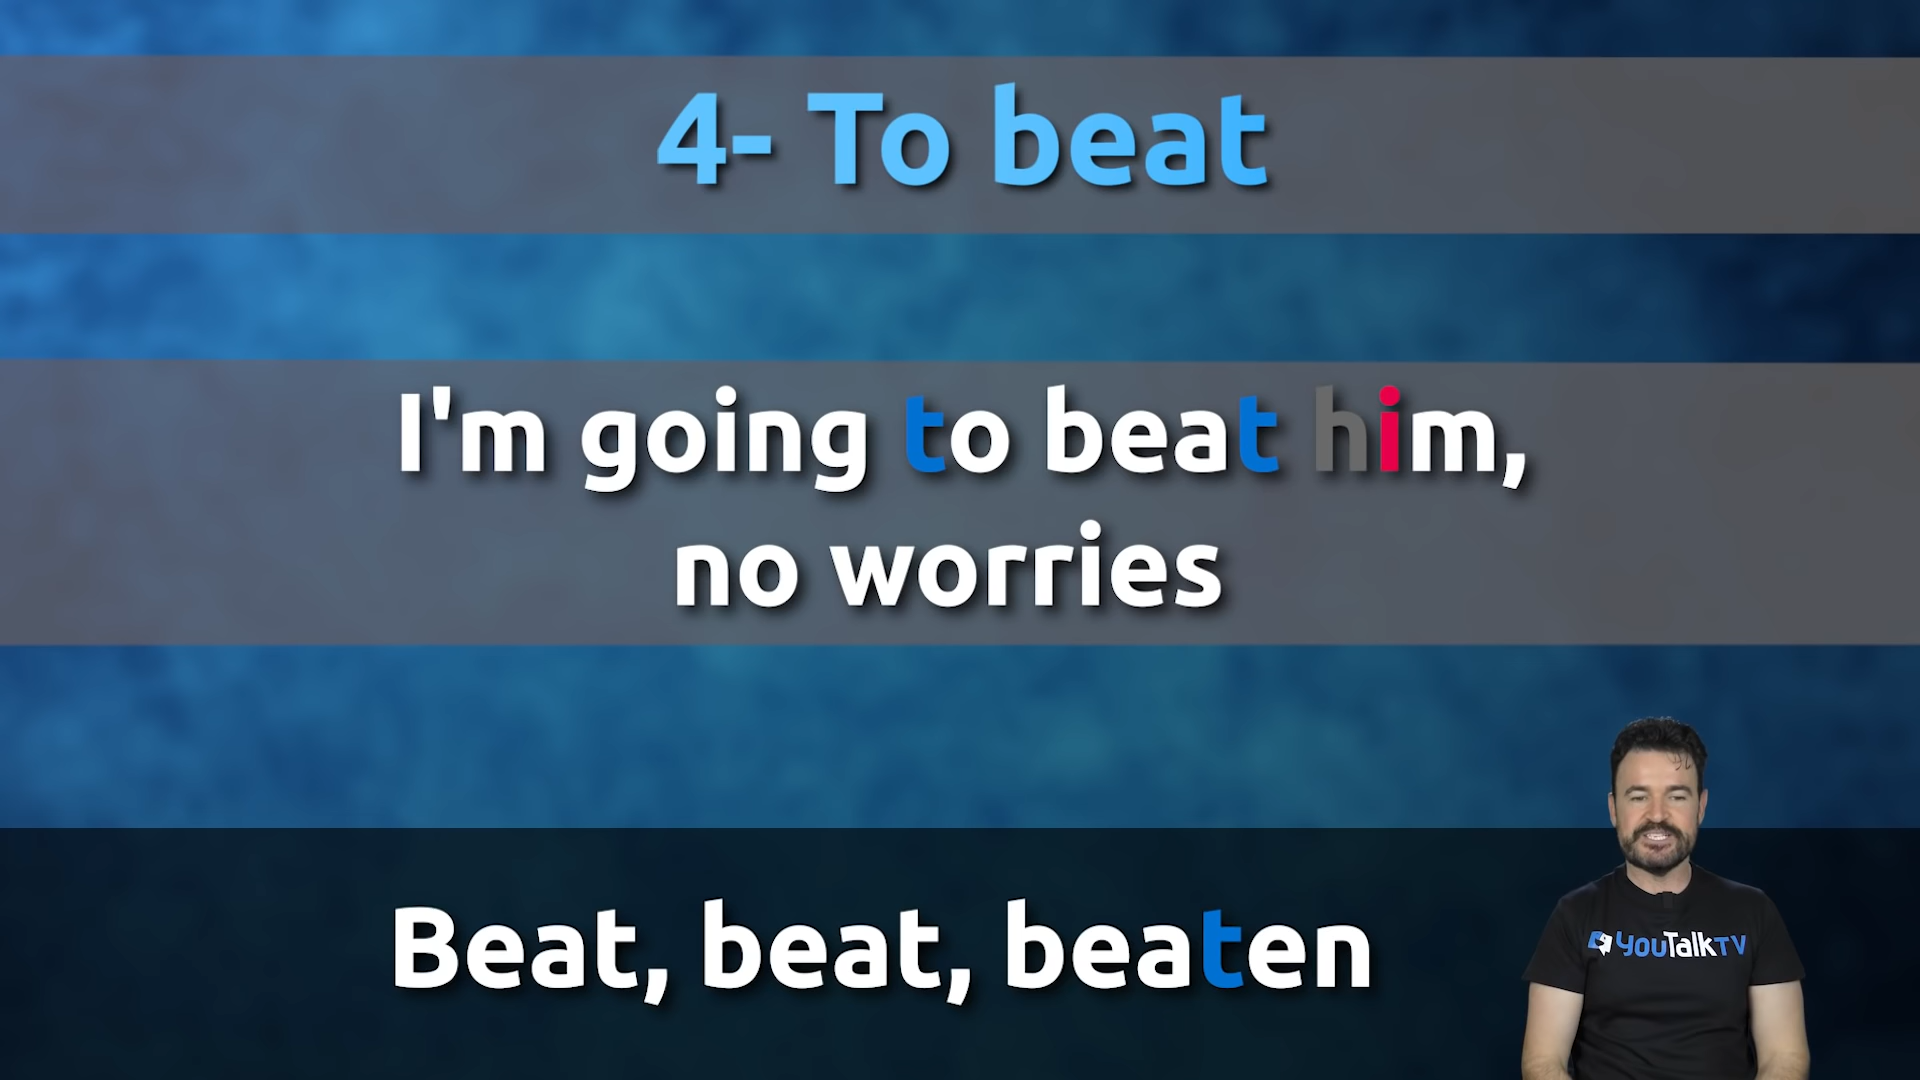 4- To beat
I'm going to beat him,
no worries
Beat, beat, beaten
YouTalkTV